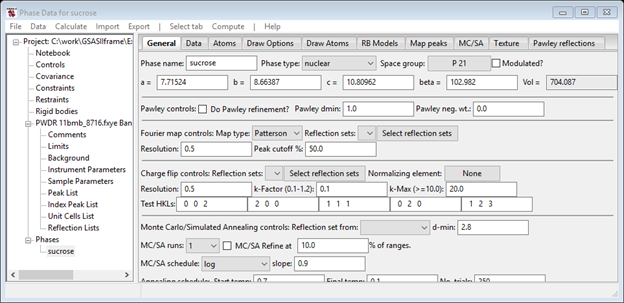 Phase Data for sucrose
File Data Calculate Import Export | Select tab Compute | Help
Project: C:\work\GSASIIframe\Ex
Notebook
Controls
Covariance
Constraints
Restraints
Rigid bodies
PWDR 11bmb_8716.fxye Ban
Comments
Limits
Background
Instrument Parameters
Sample Parameters
Peak List
Index Peak List
Unit Cells List
Reflection Lists
Phases
sucrose
General Data Atoms Draw Options Draw Atoms RB Models Map peaks MC/SA Texture Pawley reflections
Phase name: sucrose Phase type: nuclear Space group: P 21 Modulated?
a = 7.71524 b = 8.66387 c = 10.80962 beta = 102.982 Vol = 704.087
Pawley controls: Do Pawley refinement? Pawley dmin: 1.0 Pawley neg. wt.: 0.0
Fourier map controls: Map type: Patterson Reflection sets: Select reflection sets
Resolution: 0.5 Peak cutoff %: 50.0
Charge flip controls: Reflection sets: Select reflection sets Normalizing element: None
Resolution: 0.5 k-Factor (0.1-1.2): 0.1 k-Max (>=10.0): 20.0
Test HKLs: 0 0 2 2 0 0 1 1 1 0 2 0 1 2 3
Monte Carlo/Simulated Annealing controls: Reflection set from: d-min: 2.8
MC/SA runs: 1 MC/SA Refine at 10.0 % of ranges.
MC/SA schedule: log slope: 0.9
Annealing schedule: Start temp: 0.7 Final temp: 0.1 No. trials: 250